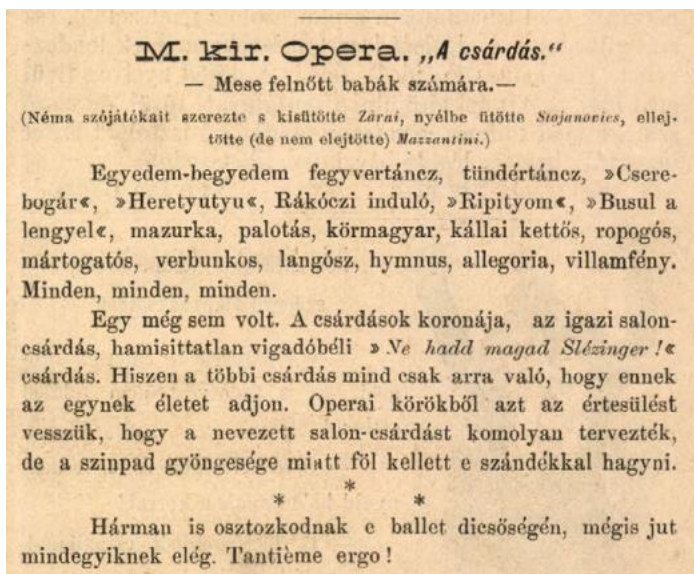 M. kir. Opera. „A csárdás.“
— Mese felnőtt babák számára.—
(Néma szójátékait szerezte s kisütötte Zárai, nyélbe ütötte Stojanovics, ellej-
tötte (de nem elejtötte) Mazzantini.)
Egyedem-begyedem fegyvertáncz, tündértáncz, »Csere-
bogár«, »Heretyutyu«, Rákóczi induló, »Ripityom«, »Busul a
lengyel«, mazurka, palotás, körmagyar, kállai kettős, ropogós,
mártogatós, verbunkos, langósz, hymnus, allegoria, villamfény.
Minden, minden, minden.
Egy még sem volt. A csárdások koronája, az igazi salon-
csárdás, hamisittatlan vigadóbéli »Ne hadd magad Slézinger!«
csárdás. Hiszen a többi csárdás mind csak arra való, hogy ennek
az egynek életet adjon. Operai körökből azt az értesülést
vesszük, hogy a nevezett salon-csárdást komolyan tervezték,
de a szinpad gyöngesége miatt föl kellett e szándékkal hagyni.
* * *
Hárman is osztozkodnak e ballet dicsőségén, mégis jut
mindegyiknek elég. Tantième ergo!